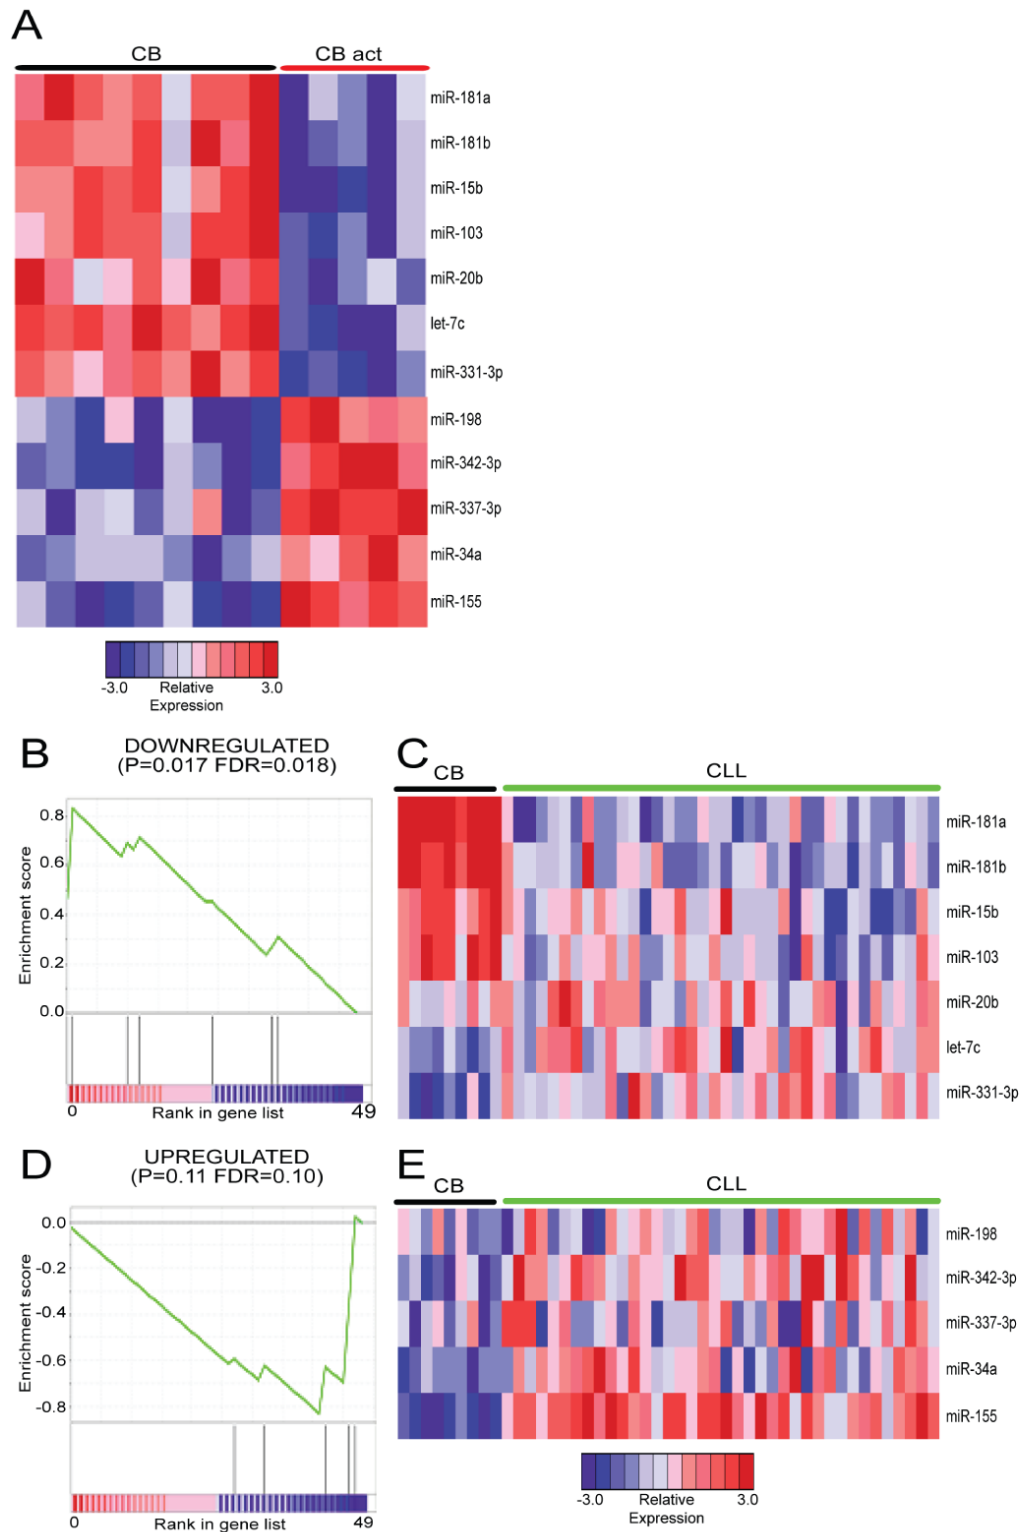 A
CB
CB act
miR-181a
miR-181b
miR-15b
miR-103
miR-20b
let-7c
miR-331-3p
miR-198
miR-342-3p
miR-337-3p
miR-34a
miR-155
-3.0 Relative 3.0
Expression
B
DOWNREGULATED
(P=0.017 FDR=0.018)
Enrichment score
0.8
0.6
0.4
0.2
0.0
0 Rank in gene list 49
C
CB
CLL
miR-181a
miR-181b
miR-15b
miR-103
miR-20b
let-7c
miR-331-3p
D
UPREGULATED
(P=0.11 FDR=0.10)
Enrichment score
0.0
-0.2
-0.4
-0.6
-0.8
0 Rank in gene list 49
E
CB
CLL
miR-198
miR-342-3p
miR-337-3p
miR-34a
miR-155
-3.0 Relative 3.0
Expression